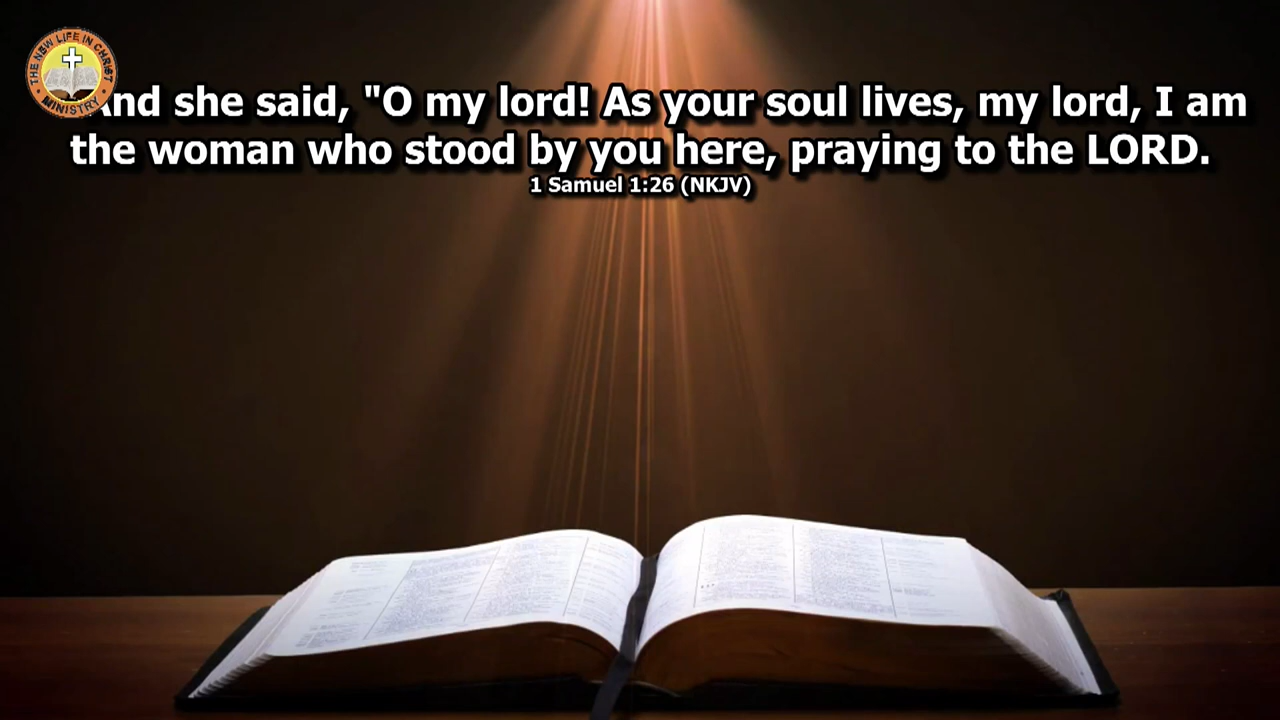 THE NEW LIFE IN CHRIST
MINISTRY
And she said, "O my lord! As your soul lives, my lord, I am
the woman who stood by you here, praying to the LORD.
1 Samuel 1:26 (NKJV)